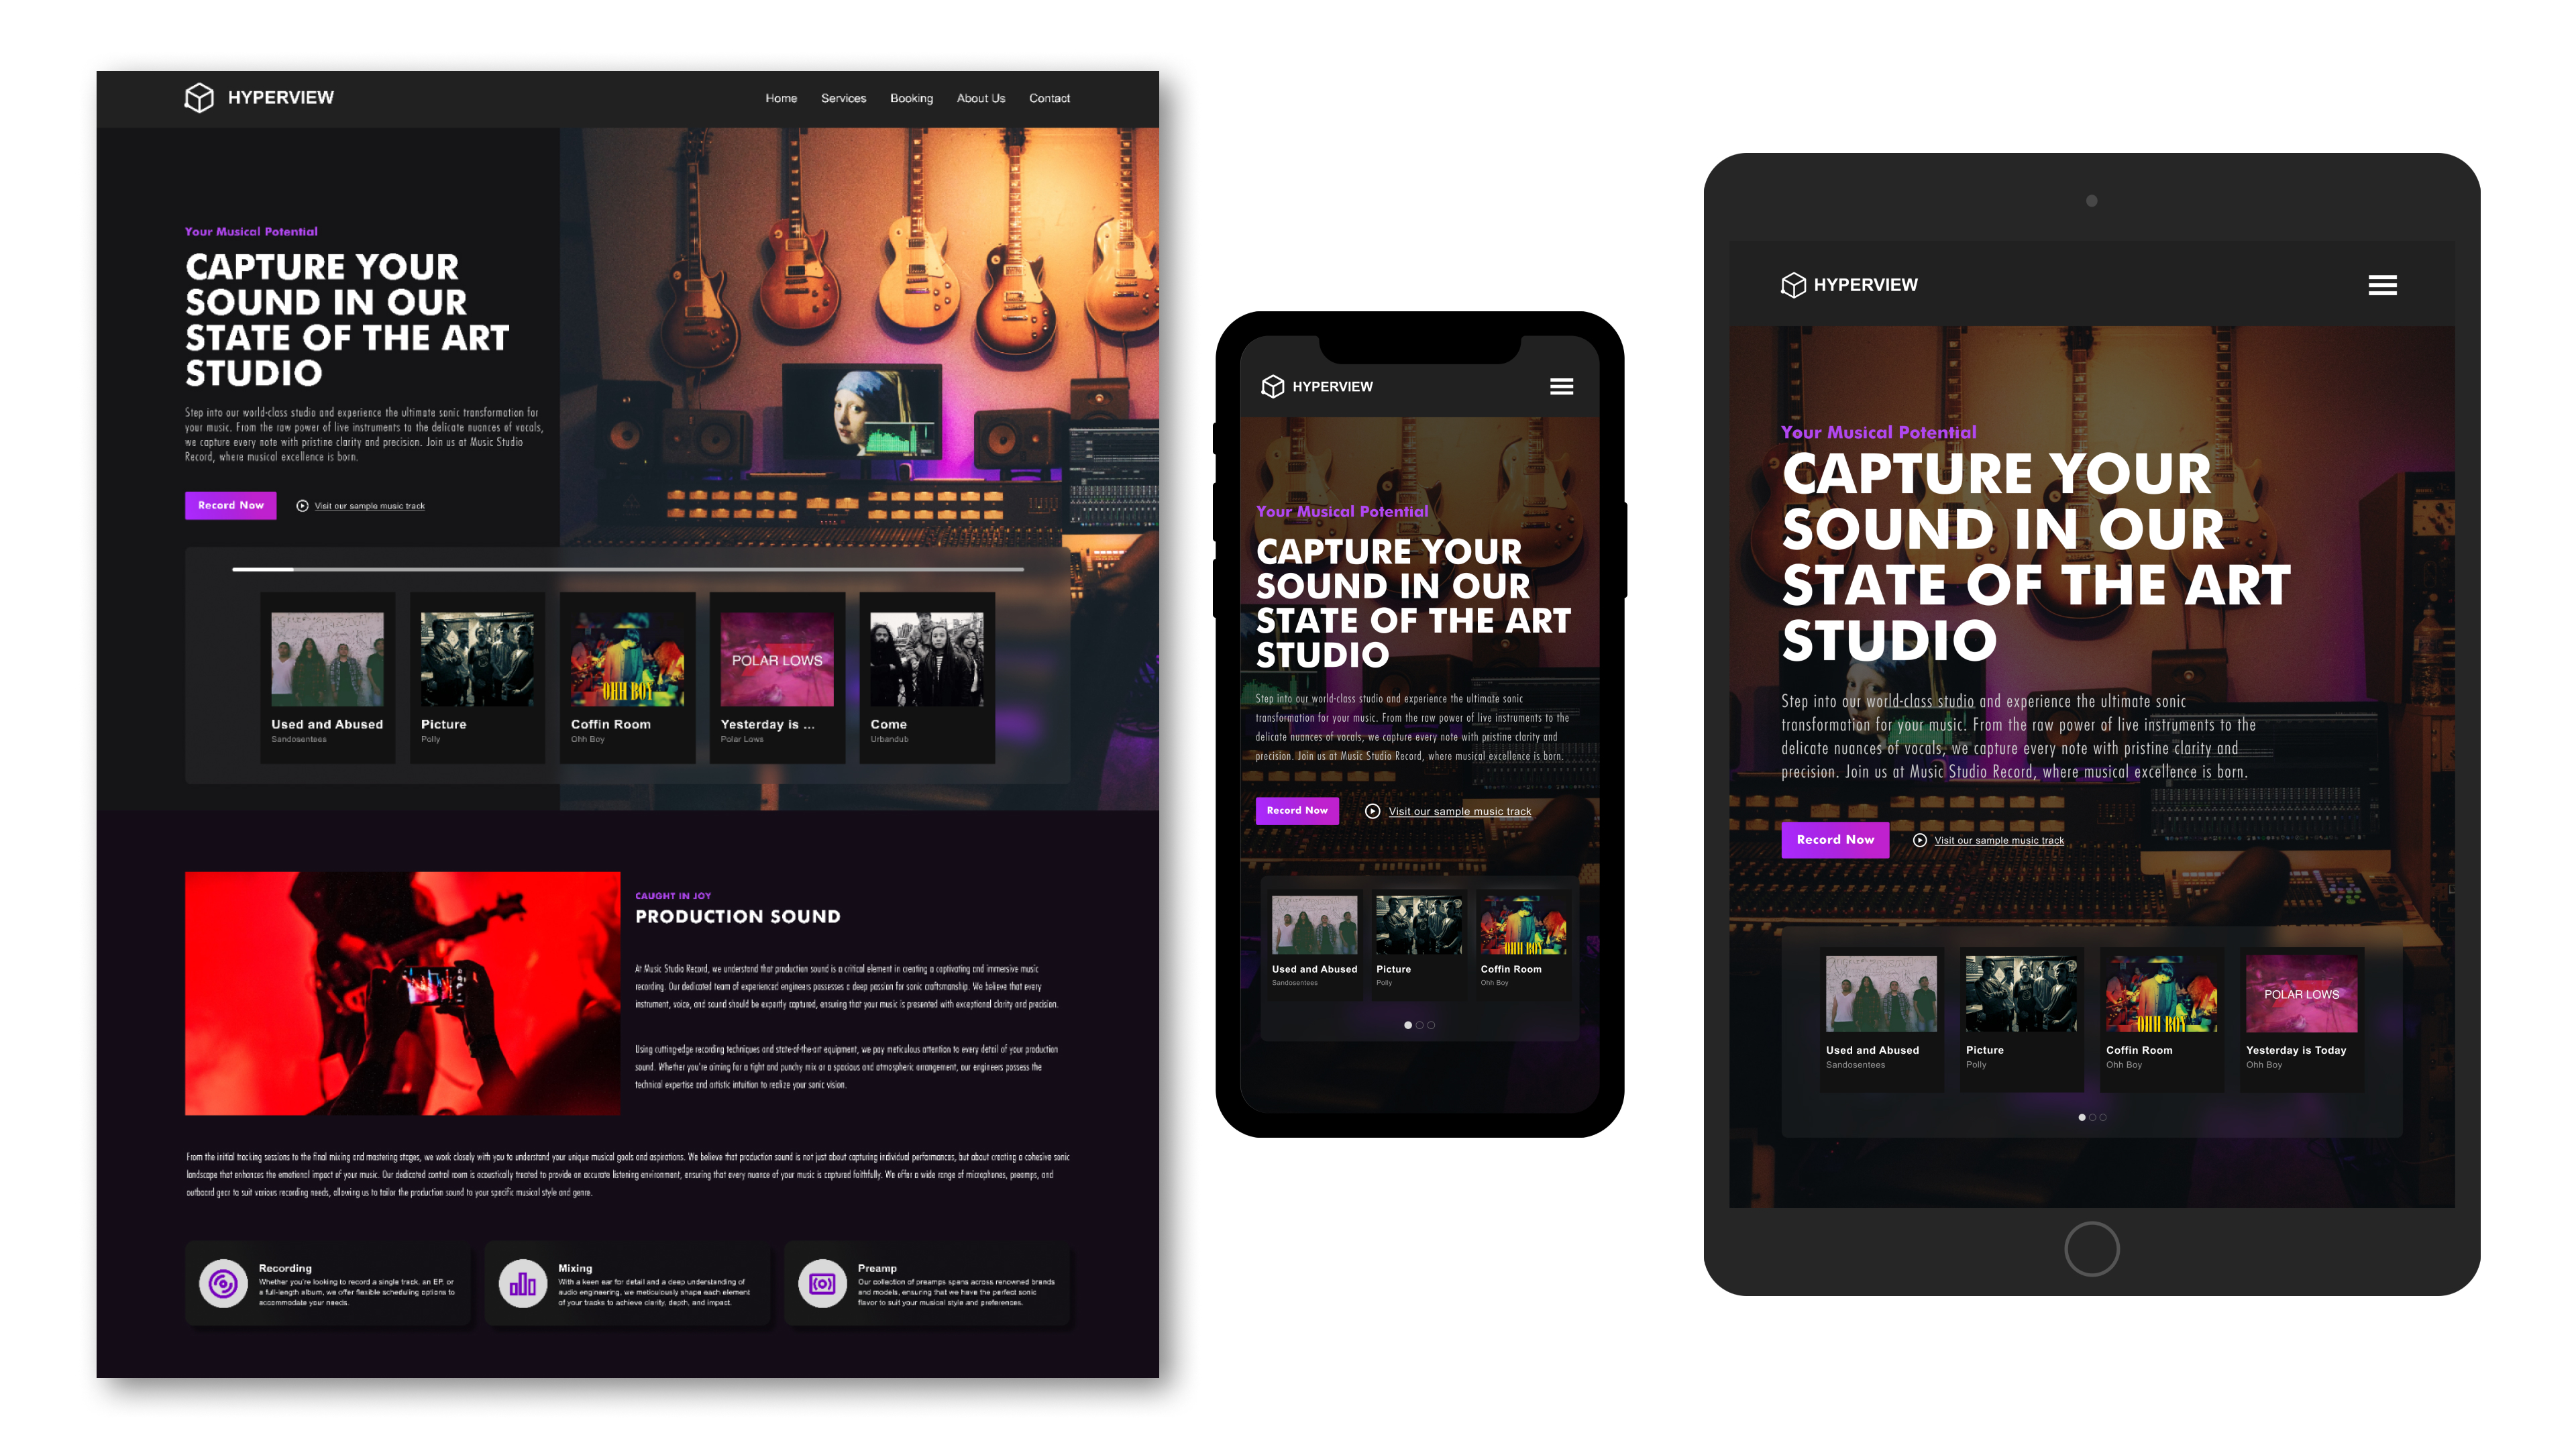 HYPERVIEW
Home Services Booking About Us Contact
Your Musical Potential
CAPTURE YOUR
SOUND IN OUR
STATE OF THE ART
STUDIO
Step into our world-class studio and experience the ultimate sonic transformation for
your music. From the raw power of live instruments to the delicate nuances of vocals,
we capture every note with pristine clarity and precision. Join us at Music Studio
Record, where musical excellence is born.
Record Now Visit our sample music track
OHH BOY
POLAR LOWS
Used and Abused
Sandosentees
Picture
Polly
Coffin Room
Ohh Boy
Yesterday is ...
Polar Lows
Come
Urbandub
CAUGHT IN JOY
PRODUCTION SOUND
At Music Studio Record, we understand that production sound is a critical element in creating a captivating and immersive music
recording. Our dedicated team of experienced engineers possesses a deep passion for sonic craftsmanship. We believe that every
instrument, voice, and sound should be expertly captured, ensuring that your music is presented with exceptional clarity and precision.
Using cutting-edge recording techniques and state-of-the-art equipment, we pay meticulous attention to every detail of your production
sound. Whether you're aiming for a tight and punchy mix or a spacious and atmospheric arrangement, our engineers possess the
technical expertise and artistic intuition to realize your sonic vision.
From the initial tracking sessions to the final mixing and mastering stages, we work closely with you to understand your unique musical goals and aspirations. We believe that production sound is not just about capturing individual performances, but about creating a cohesive sonic
landscape that enhances the emotional impact of your music. Our dedicated control room is acoustically treated to provide an accurate listening environment, ensuring that every nuance of your music is captured faithfully. We offer a wide range of microphones, preamps, and
outboard gear to suit various recording needs, allowing us to tailor the production sound to your specific musical style and genre.
Recording
Whether you're looking to record a single track, an EP, or
a full-length album, we offer flexible scheduling options to
accommodate your needs.
Mixing
With a keen ear for detail and a deep understanding of
audio engineering, we meticulously shape each element
of your tracks to achieve clarity, depth, and impact.
Preamp
Our collection of preamps spans across renowned brands
and models, ensuring that we have the perfect sonic
flavor to suit your musical style and preferences.
HYPERVIEW
Your Musical Potential
CAPTURE YOUR
SOUND IN OUR
STATE OF THE ART
STUDIO
Step into our world-class studio and experience the ultimate sonic
transformation for your music. From the raw power of live instruments to the
delicate nuances of vocals, we capture every note with pristine clarity and
precision. Join us at Music Studio Record, where musical excellence is born.
Record Now Visit our sample music track
OHH BOY
Used and Abused
Sandosentees
Picture
Polly
Coffin Room
Ohh Boy
HYPERVIEW
Your Musical Potential
CAPTURE YOUR
SOUND IN OUR
STATE OF THE ART
STUDIO
Step into our world-class studio and experience the ultimate sonic
transformation for your music. From the raw power of live instruments to the
delicate nuances of vocals, we capture every note with pristine clarity and
precision. Join us at Music Studio Record, where musical excellence is born.
Record Now Visit our sample music track
OHH BOY
POLAR LOWS
Used and Abused
Sandosentees
Picture
Polly
Coffin Room
Ohh Boy
Yesterday is Today
Ohh Boy